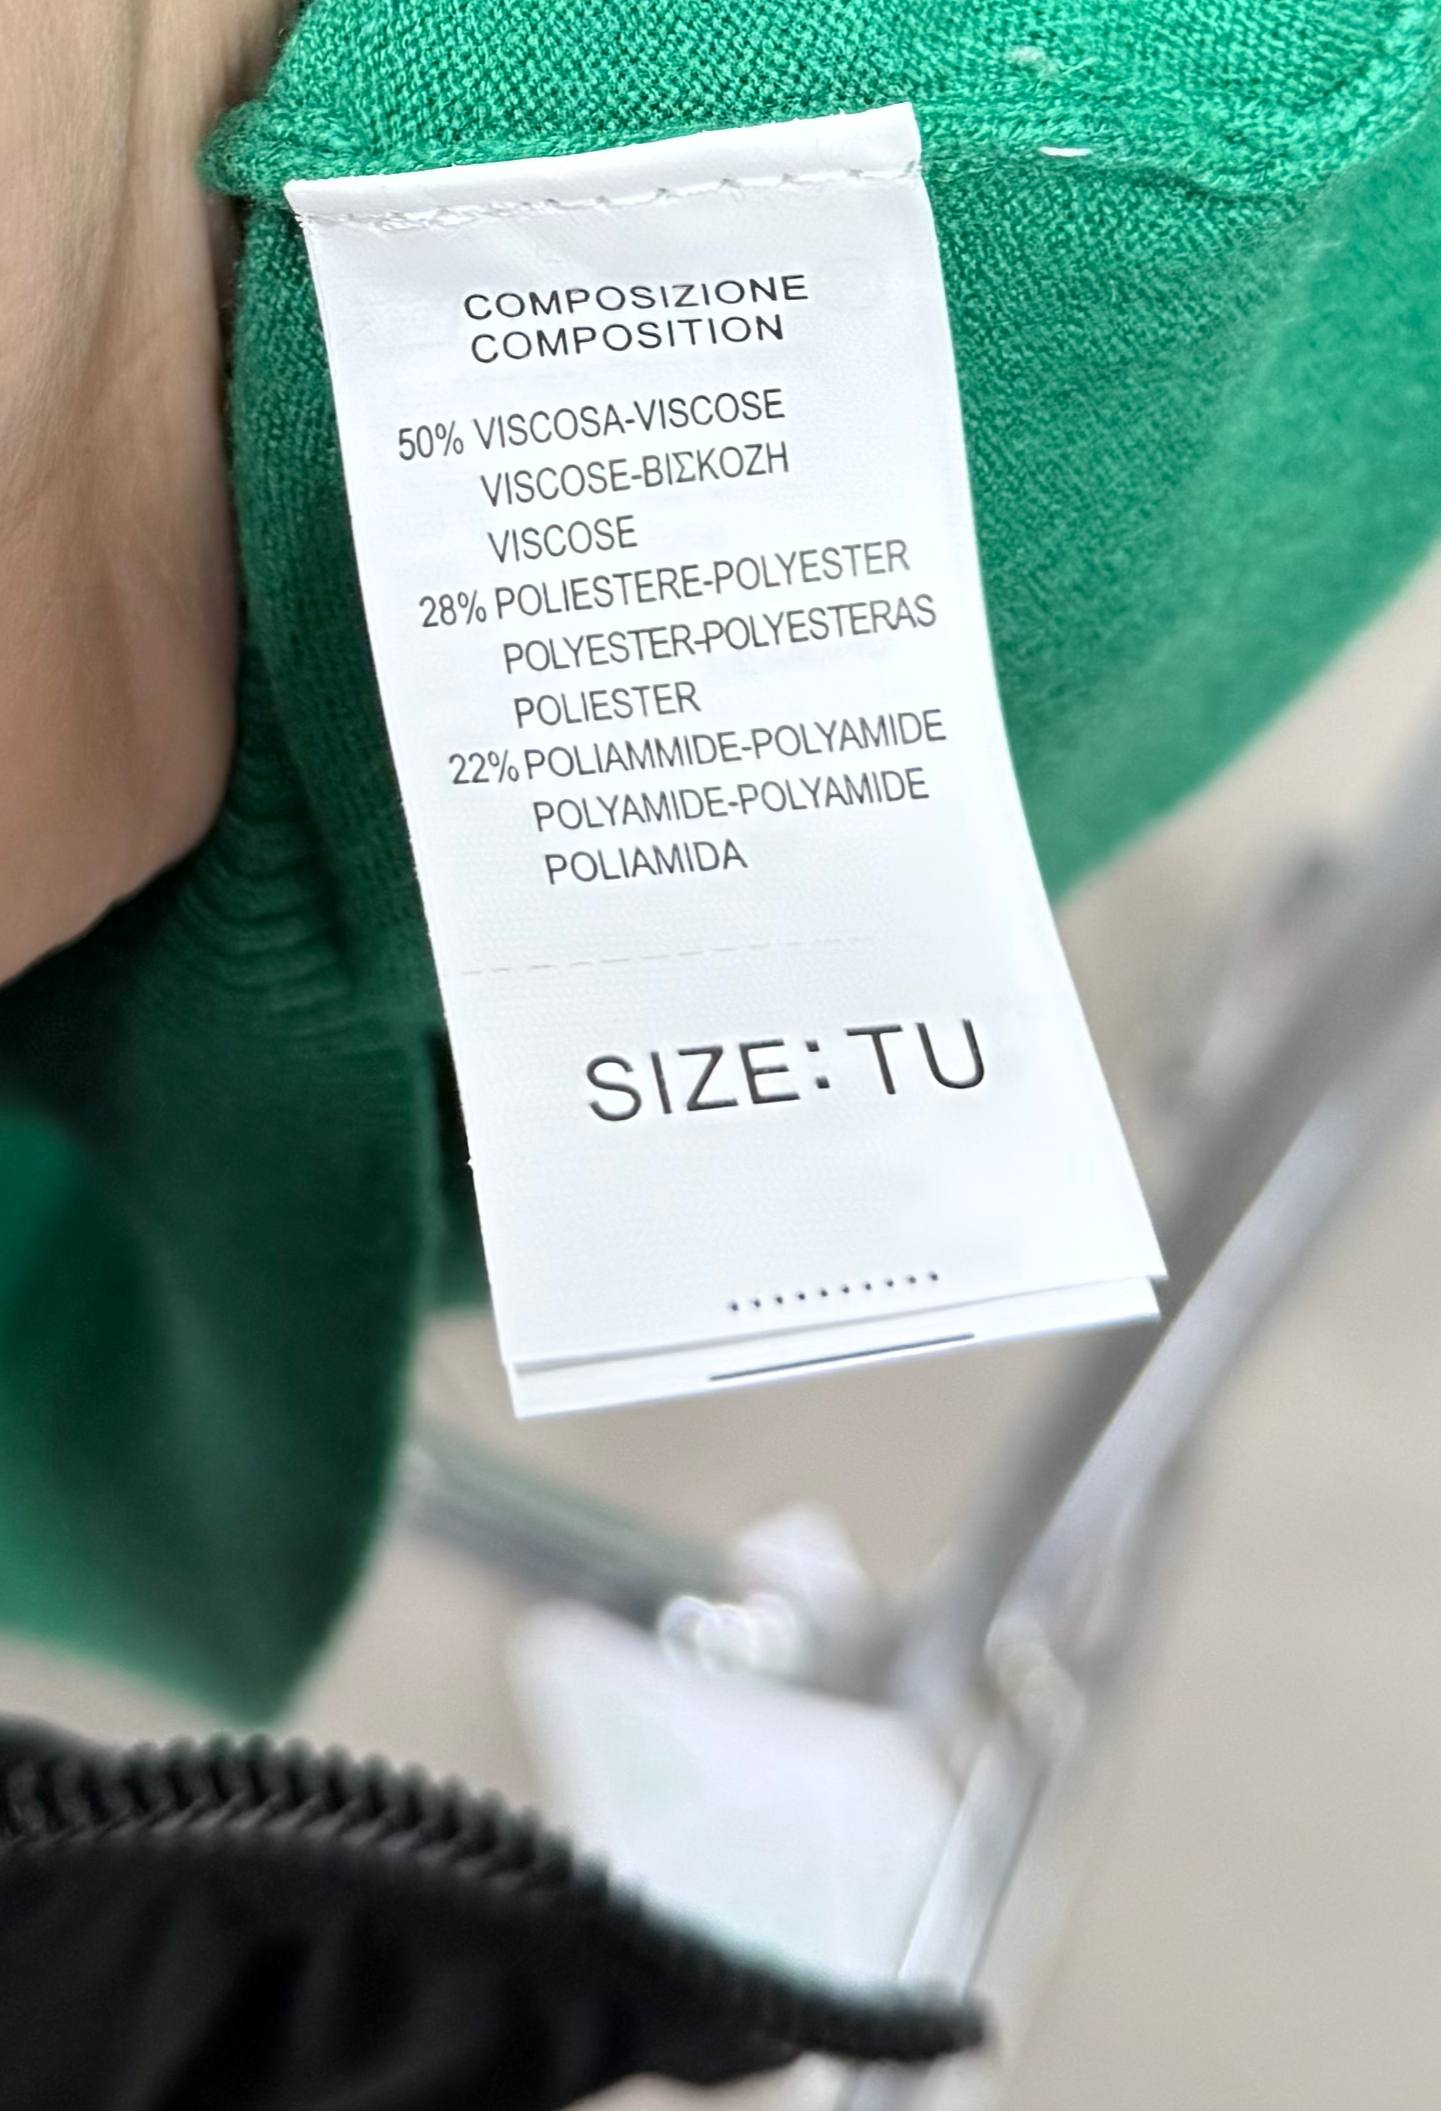 COMPOSIZIONE
COMPOSITION
50% VISCOSA-VISCOSE
VISCOSE-ΒΙΣΚΟΖΗ
VISCOSE
28% POLIESTERE-POLYESTER
POLYESTER-POLYESTERAS
POLIESTER
22% POLIAMMIDE-POLYAMIDE
POLYAMIDE-POLYAMIDE
POLIAMIDA
SIZE: TU
..........